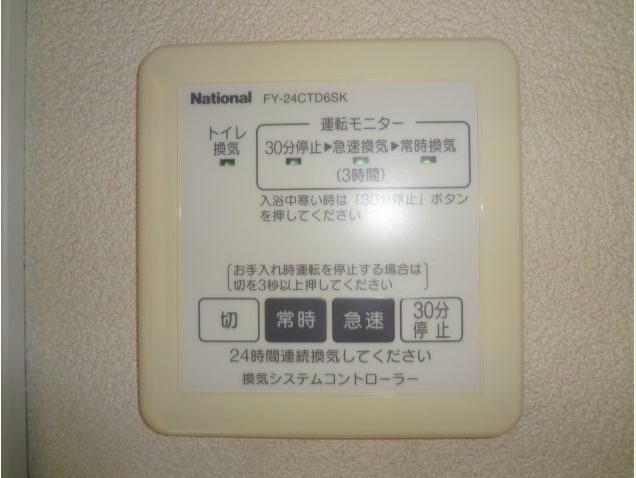 National FY-24CTD6SK
運転モニター
トイレ
換気
30分停止▶急速換気▶常時換気
(3時間)
入浴中寒い時は「30分停止」ボタン
を押してください
お手入れ時運転を停止する場合は
切を3秒以上押してください
切 常時 急速 30分
停止
24時間連続換気してください
換気システムコントローラー